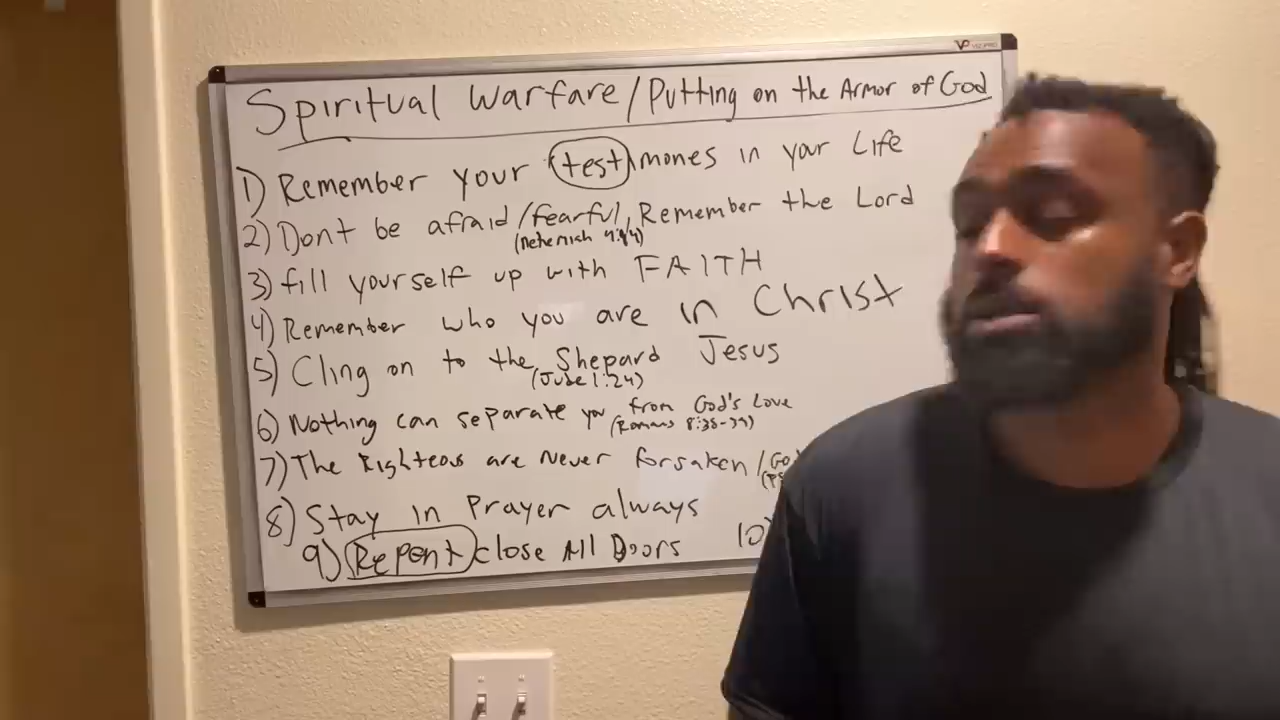 Spiritual Warfare/Putting on the Armor of God
1) Remember your (test)mones in your Life
2) Dont be afraid/fearful, Remember the Lord
(Nehemiah 4:14)
3) fill yourself up with FAITH
4) Remember who you are in Christ
5) Cling on to the Shepard Jesus
(Jude 1:24)
6) Nothing can separate you from God's Love
(Romans 8:38-39)
7) The Righteous are Never forsaken/Go
(PS
8) Stay in Prayer always
9) Repent close All Doors 10)